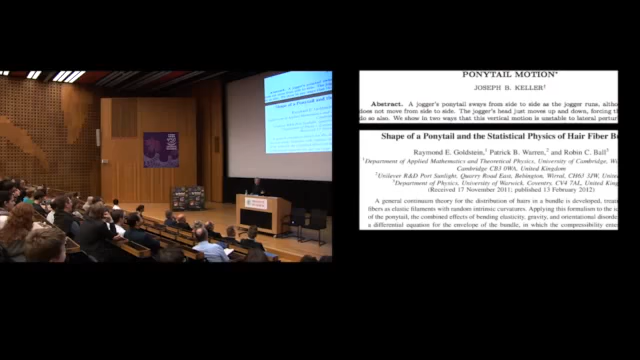 PONYTAIL MOTION*
JOSEPH B. KELLER†
Abstract. A jogger's ponytail sways from side to side as the jogger runs, altho
does not move from side to side. The jogger's head just moves up and down, forcing th
do so also. We show in two ways that this vertical motion is unstable to lateral pertur
Shape of a Ponytail and the Statistical Physics of Hair Fiber Bu
Raymond E. Goldstein,1 Patrick B. Warren,2 and Robin C. Ball3
1Department of Applied Mathematics and Theoretical Physics, University of Cambridge, Wi
Cambridge CB3 0WA, United Kingdom
2Unilever R&D Port Sunlight, Quarry Road East, Bebington, Wirral, CH63 3JW, United
3Department of Physics, University of Warwick, Coventry, CV4 7AL, United King
(Received 17 November 2011; published 13 February 2012)
A general continuum theory for the distribution of hairs in a bundle is developed, treati
fibers as elastic filaments with random intrinsic curvatures. Applying this formalism to the i
of the ponytail, the combined effects of bending elasticity, gravity, and orientational disorde
a differential equation for the envelope of the bundle, in which the compressibility ente